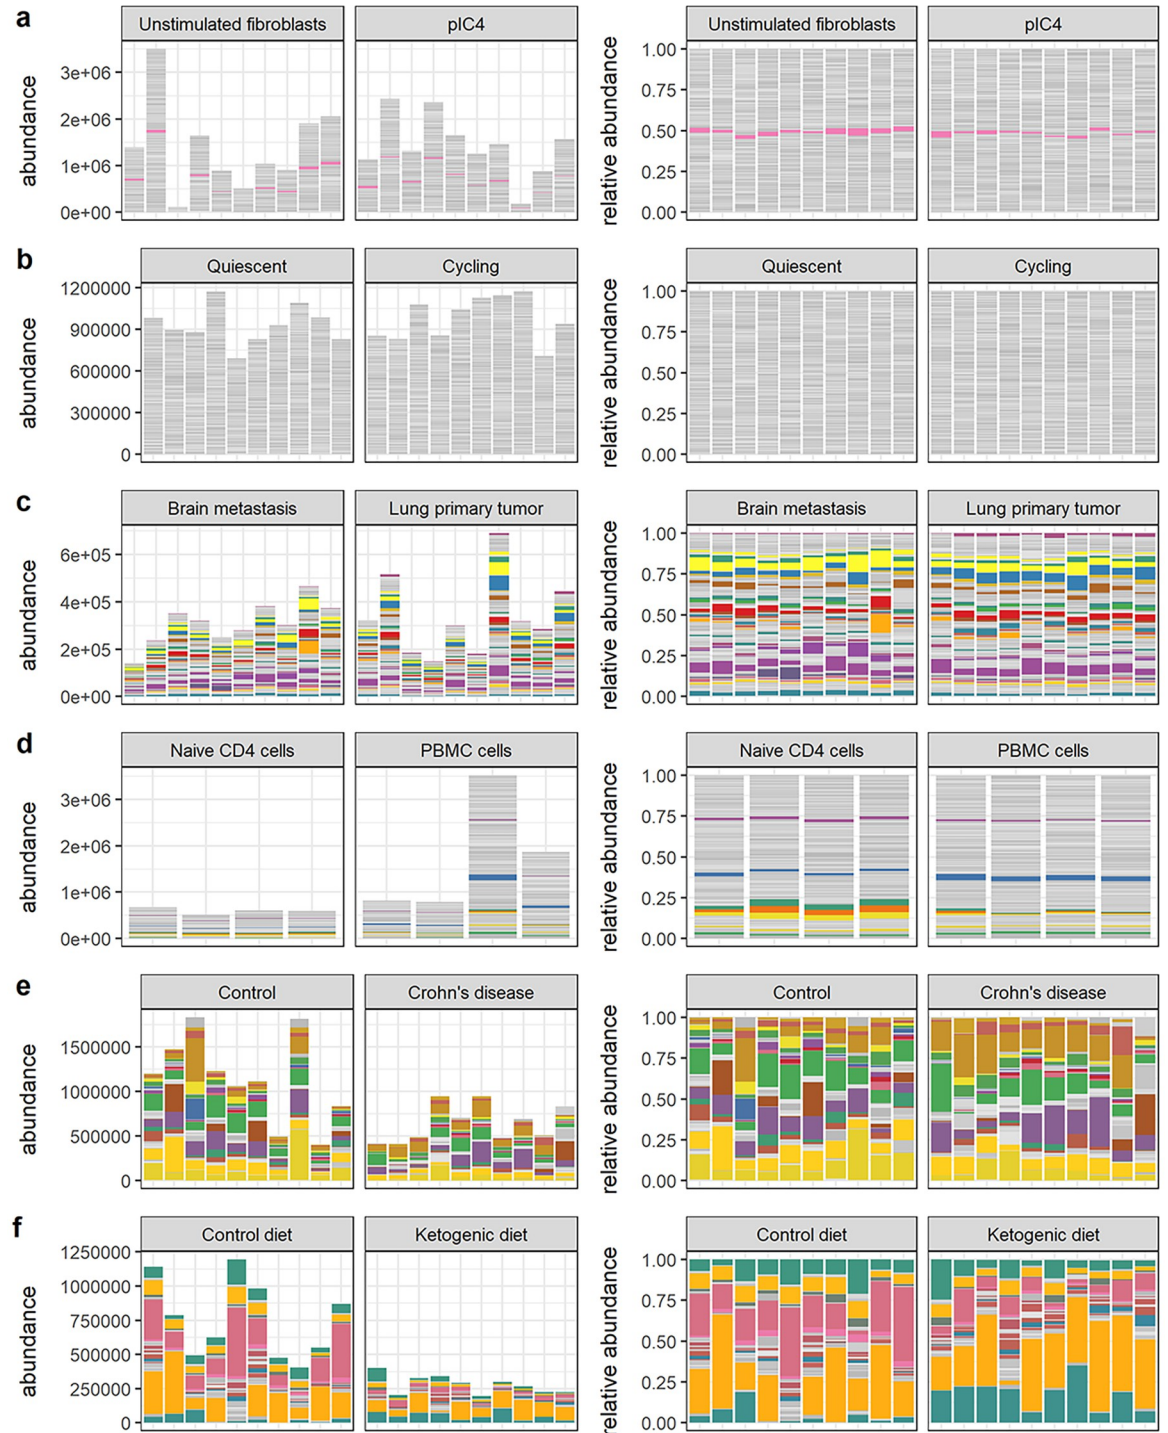 a
Unstimulated fibroblasts
pIC4
abundance
3e+06
2e+06
1e+06
0e+00
Unstimulated fibroblasts
pIC4
relative abundance
1.00
0.75
0.50
0.25
0.00
b
Quiescent
Cycling
abundance
1200000
900000
600000
300000
0
Quiescent
Cycling
relative abundance
1.00
0.75
0.50
0.25
0.00
c
Brain metastasis
Lung primary tumor
abundance
6e+05
4e+05
2e+05
0e+00
Brain metastasis
Lung primary tumor
relative abundance
1.00
0.75
0.50
0.25
0.00
d
Naive CD4 cells
PBMC cells
abundance
3e+06
2e+06
1e+06
0e+00
Naive CD4 cells
PBMC cells
relative abundance
1.00
0.75
0.50
0.25
0.00
e
Control
Crohn's disease
abundance
1500000
1000000
500000
0
Control
Crohn's disease
relative abundance
1.00
0.75
0.50
0.25
0.00
f
Control diet
Ketogenic diet
abundance
1250000
1000000
750000
500000
250000
0
Control diet
Ketogenic diet
relative abundance
1.00
0.75
0.50
0.25
0.00